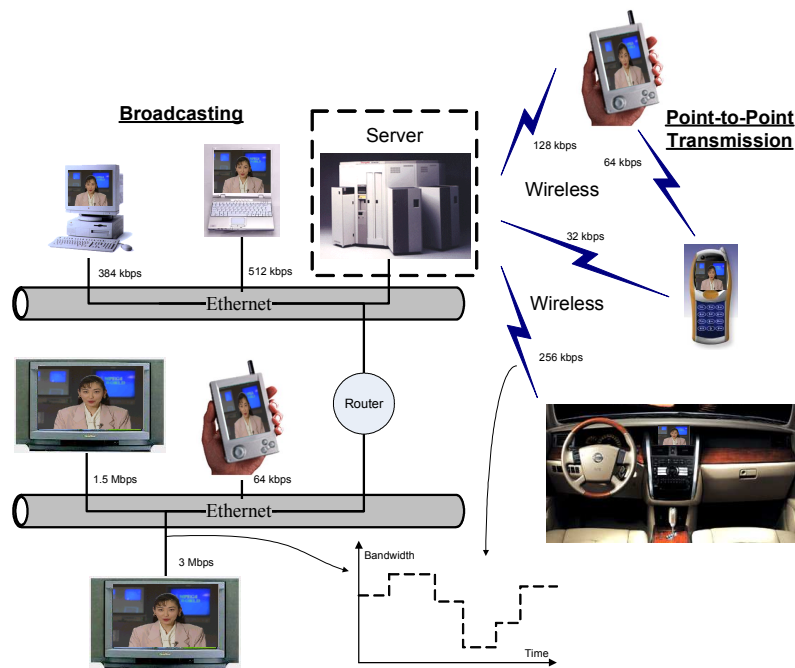 Broadcasting
Server
Point-to-Point
Transmission
128 kbps
64 kbps
Wireless
32 kbps
384 kbps
512 kbps
Ethernet
Wireless
256 kbps
Router
1.5 Mbps
64 kbps
Ethernet
3 Mbps
Bandwidth
Time